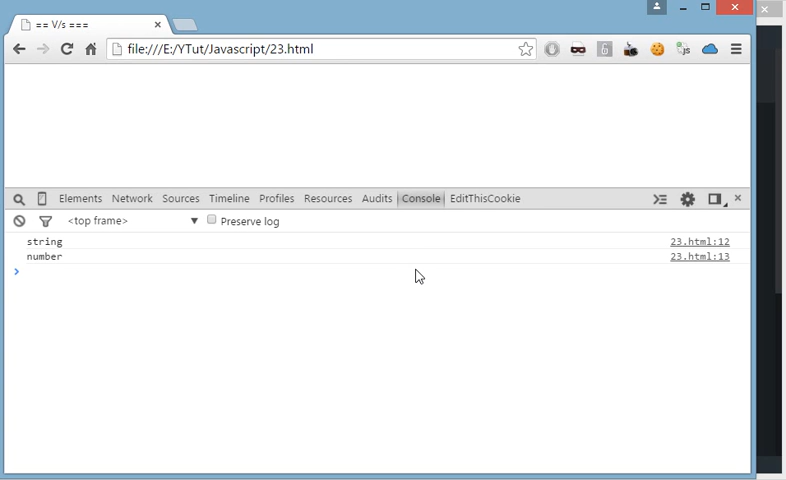 == V/s ===
file:///E:/YTut/Javascript/23.html
Elements Network Sources Timeline Profiles Resources Audits Console EditThisCookie
<top frame> Preserve log
string 23.html:12
number 23.html:13